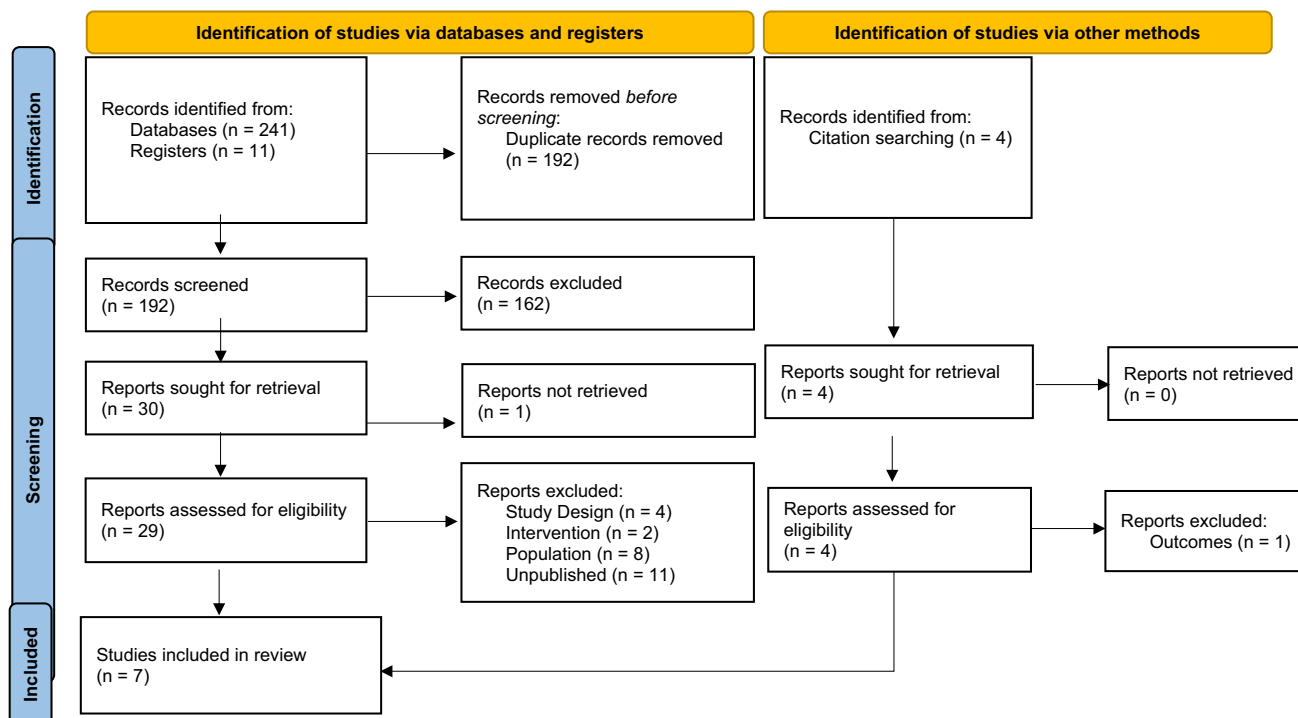 Identification of studies via databases and registers
Identification of studies via other methods
Identification
Records identified from:
Databases (n = 241)
Registers (n = 11)
Records removed before
screening:
Duplicate records removed
(n = 192)
Records identified from:
Citation searching (n = 4)
Screening
Records screened
(n = 192)
Records excluded
(n = 162)
Reports sought for retrieval
(n = 30)
Reports not retrieved
(n = 1)
Reports sought for retrieval
(n = 4)
Reports not retrieved
(n = 0)
Reports assessed for eligibility
(n = 29)
Reports excluded:
Study Design (n = 4)
Intervention (n = 2)
Population (n = 8)
Unpublished (n = 11)
Reports assessed for
eligibility
(n = 4)
Reports excluded:
Outcomes (n = 1)
Included
Studies included in review
(n = 7)